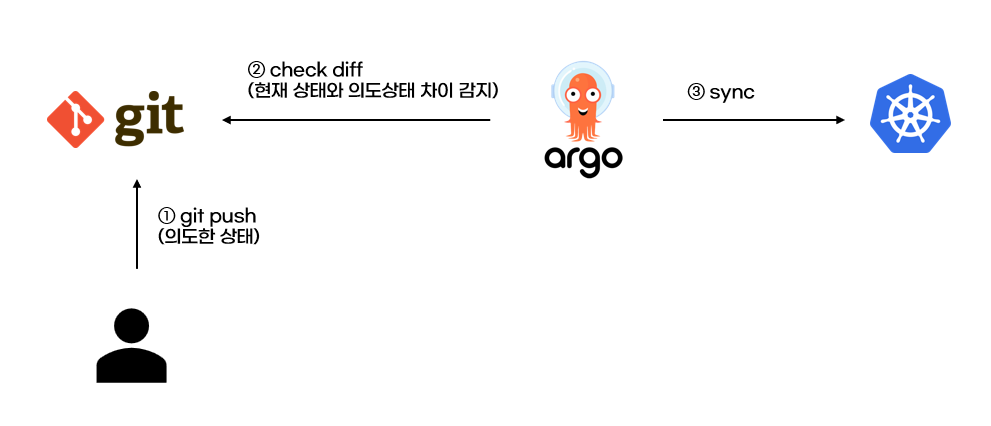 ② check diff
(현재 상태와 의도상태 차이 감지)
③ sync
git
argo
① git push
(의도한 상태)